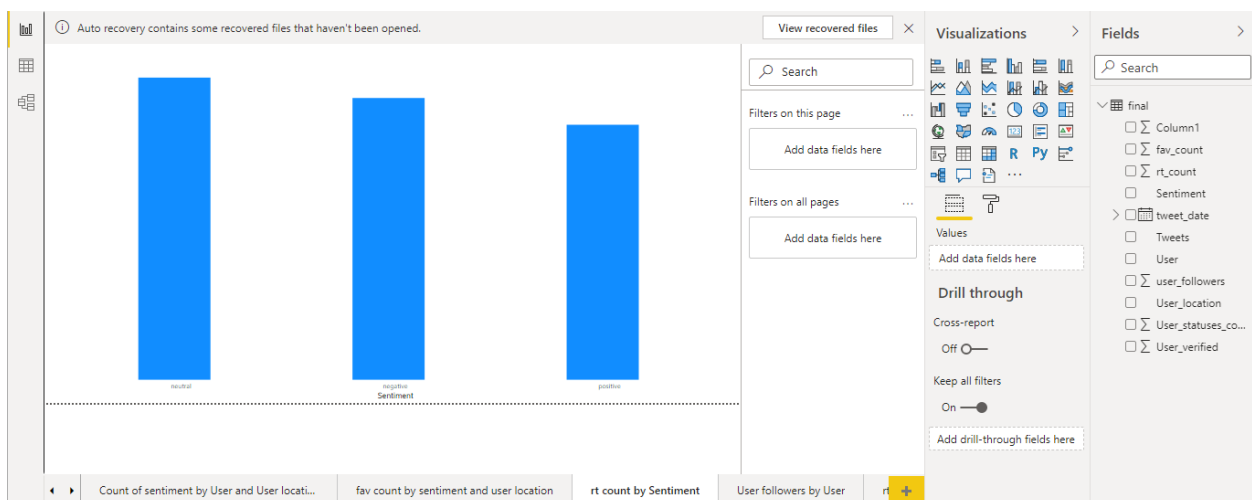 Auto recovery contains some recovered files that haven't been opened.
View recovered files
neutral
negative
positive
Sentiment
Search
Filters on this page
Add data fields here
Filters on all pages
Add data fields here
Visualizations
123
R
Py
Values
Add data fields here
Drill through
Cross-report
Off
Keep all filters
On
Add drill-through fields here
Fields
Search
final
Column1
fav_count
rt_count
Sentiment
tweet_date
Tweets
User
user_followers
User_location
User_statuses_co...
User_verified
Count of sentiment by User and User locati...
fav count by sentiment and user location
rt count by Sentiment
User followers by User